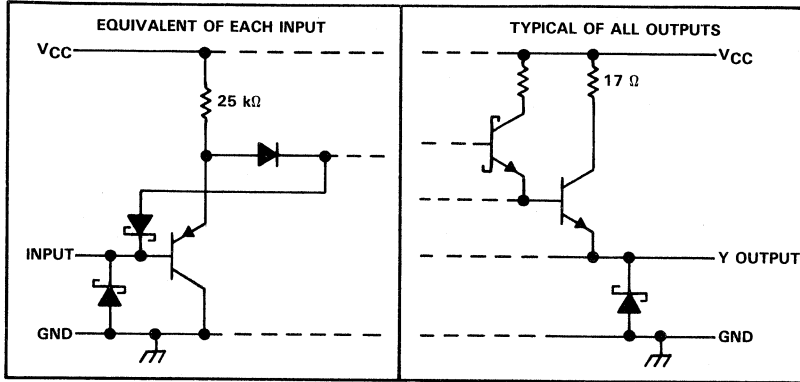 EQUIVALENT OF EACH INPUT
VCC
25 kΩ
INPUT
GND
TYPICAL OF ALL OUTPUTS
VCC
17 Ω
Y OUTPUT
GND